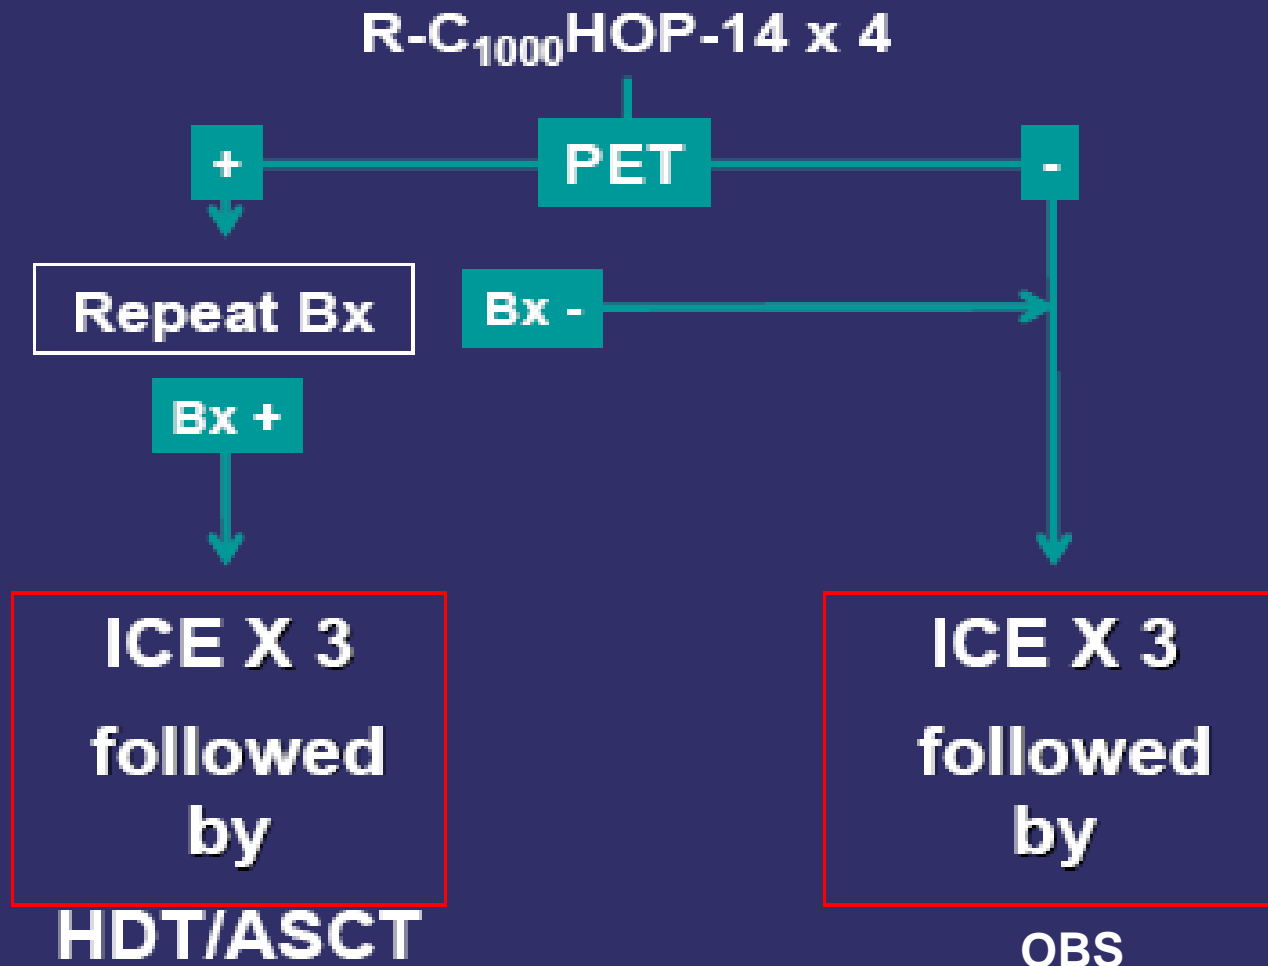 R-C1000HOP-14 x 4
+ PET -
Repeat Bx
Bx -
Bx +
ICE X 3
followed
by
HDT/ASCT
ICE X 3
followed
by
OBS